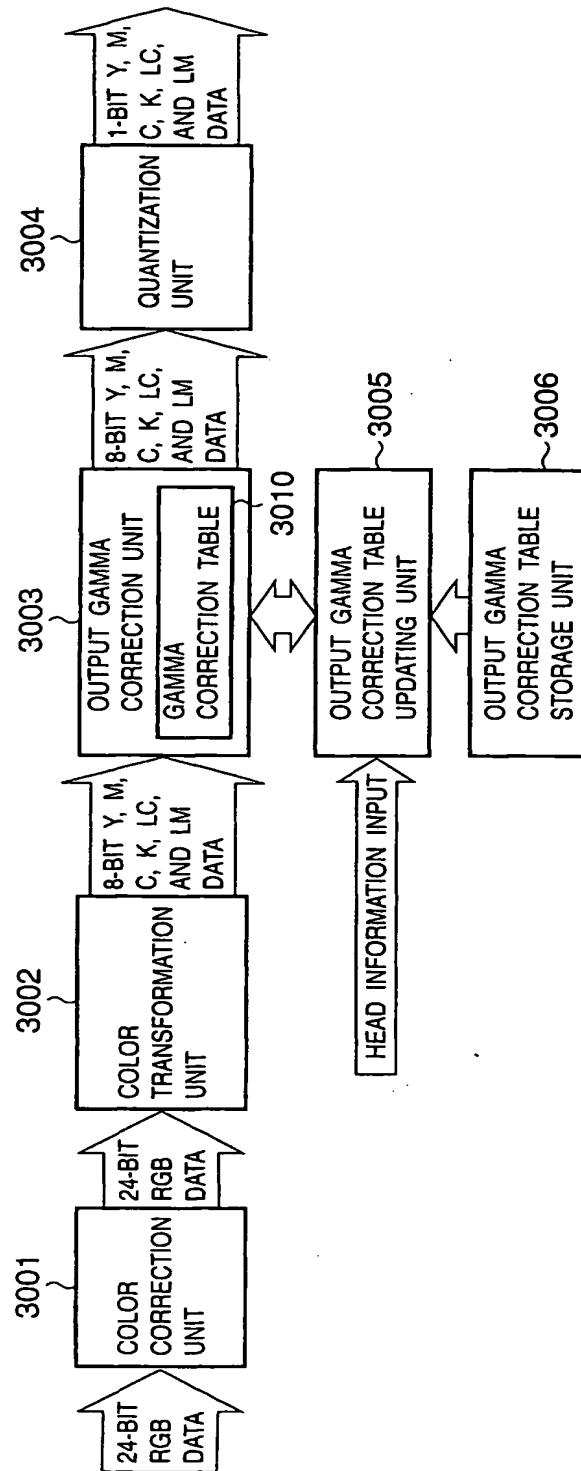 24-BIT
RGB
DATA
3001
COLOR
CORRECTION
UNIT
24-BIT
RGB
DATA
3002
COLOR
TRANSFORMATION
UNIT
8-BIT Y, M,
C, K, LC,
AND LM
DATA
3003
OUTPUT GAMMA
CORRECTION UNIT
GAMMA
CORRECTION TABLE
3010
8-BIT Y, M,
C, K, LC,
AND LM
DATA
3004
QUANTIZATION
UNIT
1-BIT Y, M,
C, K, LC,
AND LM
DATA
HEAD INFORMATION INPUT
OUTPUT GAMMA
CORRECTION TABLE
UPDATING UNIT
3005
OUTPUT GAMMA
CORRECTION TABLE
STORAGE UNIT
3006